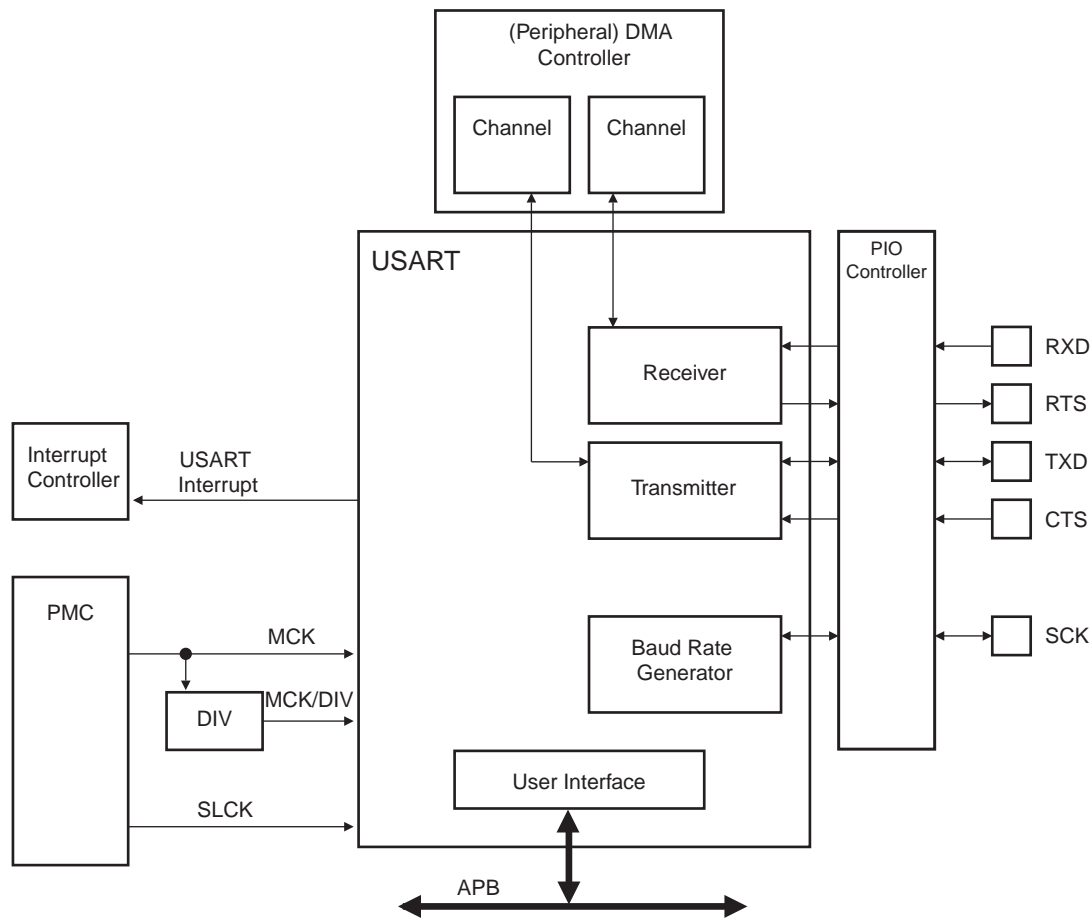 (Peripheral) DMA
Controller
Channel
Channel
USART
PIO
Controller
Receiver
RXD
RTS
Interrupt
Controller
USART
Interrupt
Transmitter
TXD
CTS
PMC
MCK
Baud Rate
Generator
SCK
DIV
MCK/DIV
User Interface
SLCK
APB